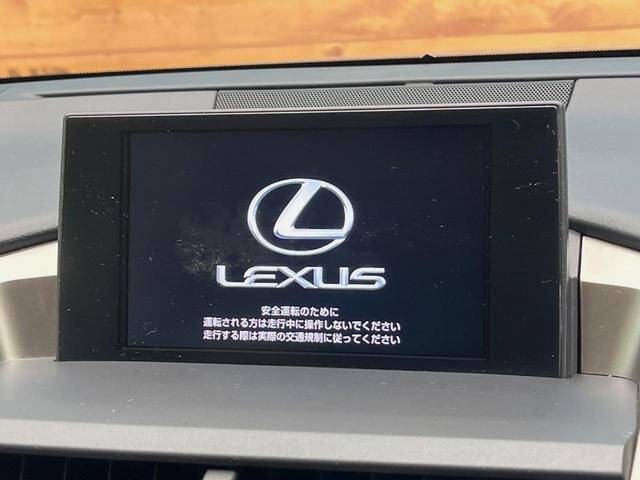 LEXUS
安全運転のために
運転される方は走行中に操作しないでください
走行する際は実際の交通規制に従ってください